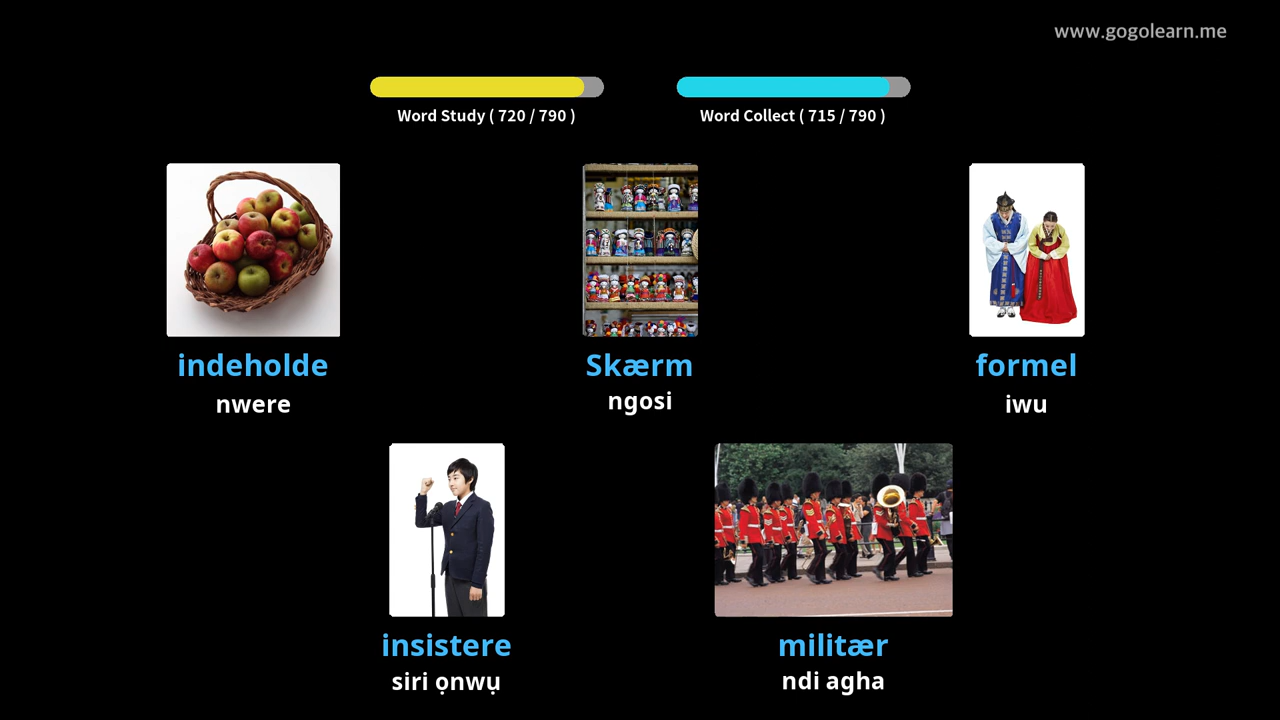 www.gogolearn.me
Word Study ( 720 / 790 )
Word Collect ( 715 / 790 )
indeholde
nwere
Skærm
ngosi
formel
iwu
insistere
siri ọnwụ
militær
ndi agha